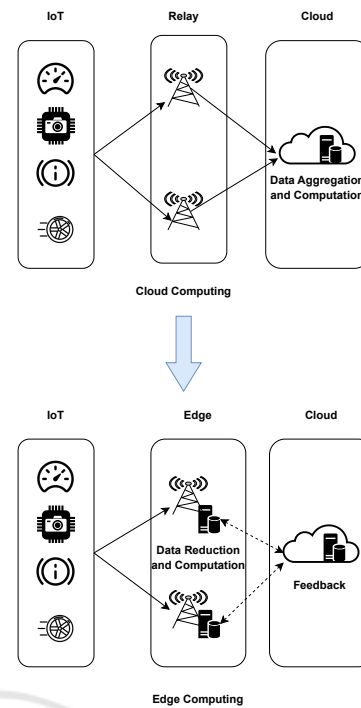 IoT
Relay
Cloud
Data Aggregation
and Computation
Cloud Computing
IoT
Edge
Cloud
Data Reduction
and Computation
Feedback
Edge Computing